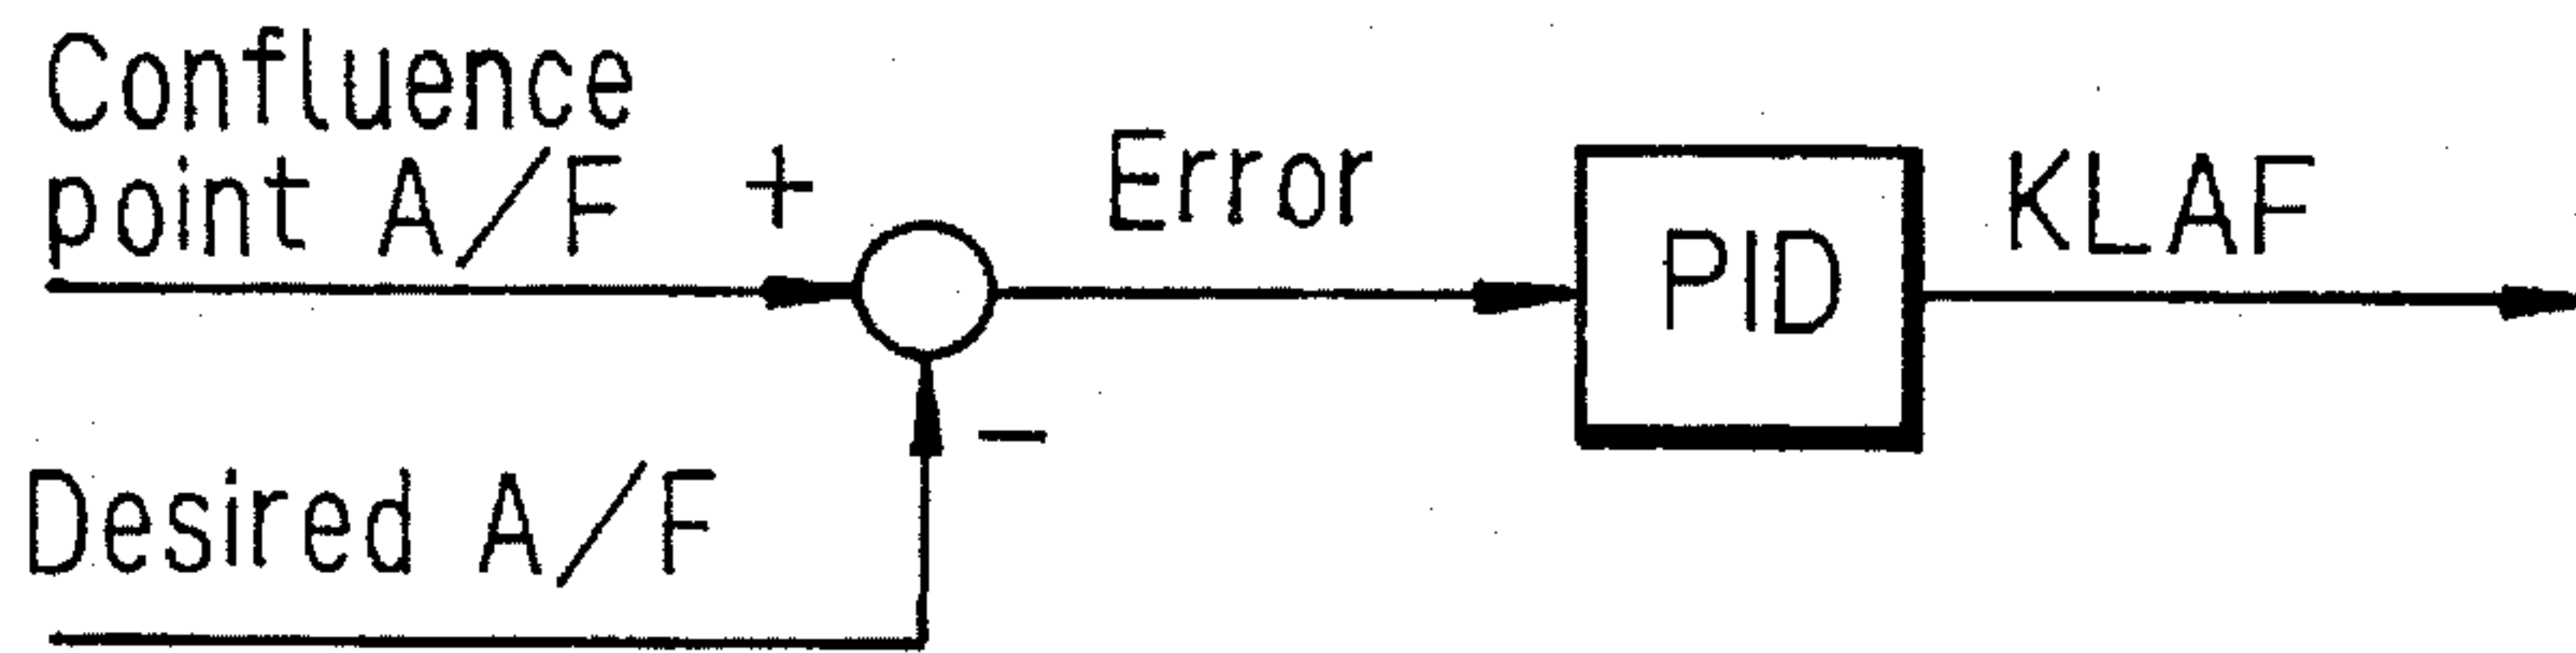 Confluence
point A/F
+
Error
PID
KLAF
−
Desired A/F